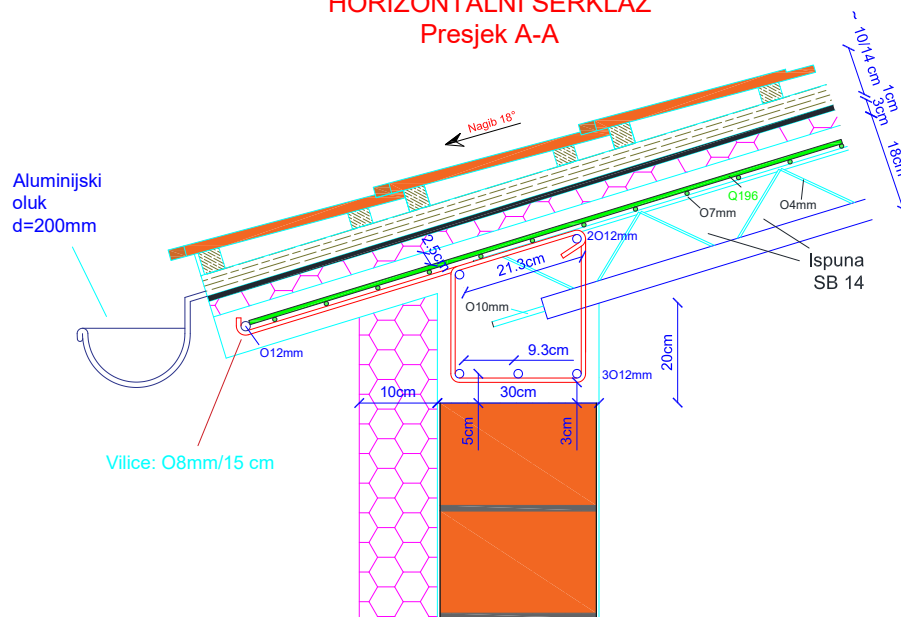 HORIZONTALNI SERKLAŽ
Presjek A-A
~ 10/14 cm
1cm
3cm
18cm
Nagib 18°
Aluminijski
oluk
d=200mm
Q196
O7mm
O4mm
2O12mm
2.5cm
21.3cm
Ispuna
SB 14
O10mm
O12mm
9.3cm
20cm
3O12mm
10cm
30cm
5cm
3cm
Vilice: O8mm/15 cm